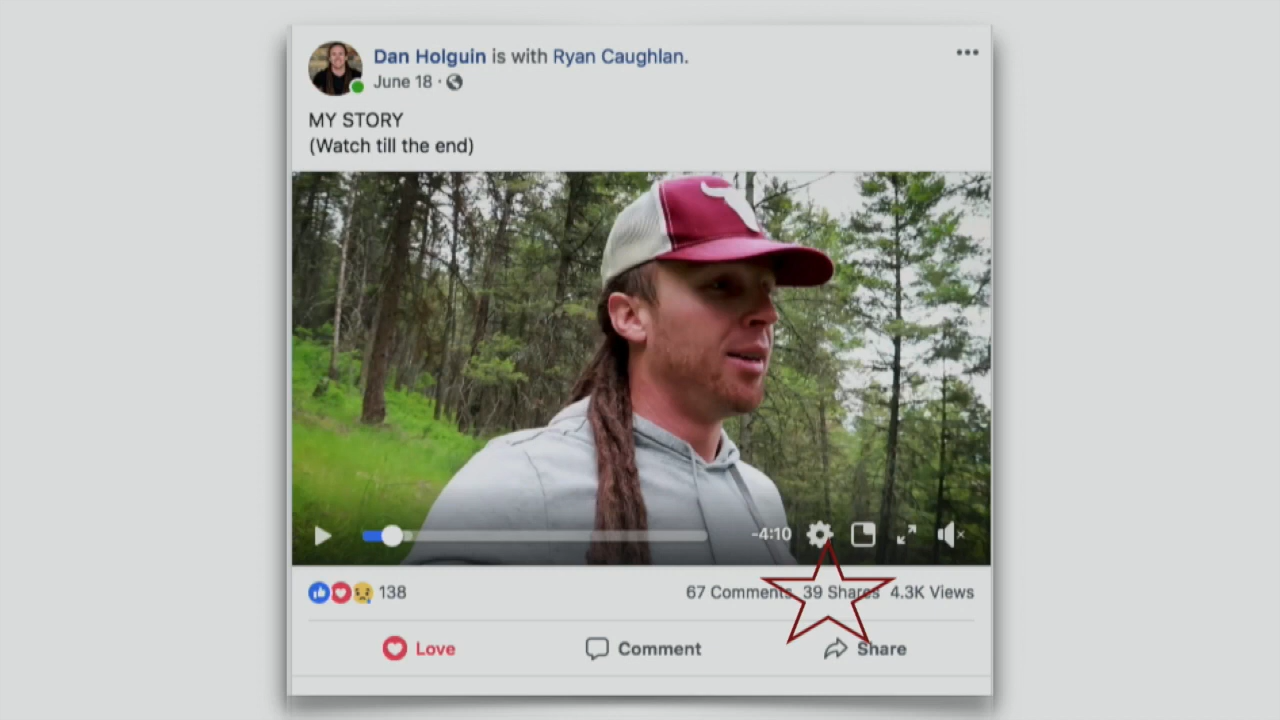 Dan Holguin is with Ryan Caughlan.
June 18 ·
MY STORY
(Watch till the end)
-4:10
138
67 Comments 39 Shares 4.3K Views
Love Comment Share